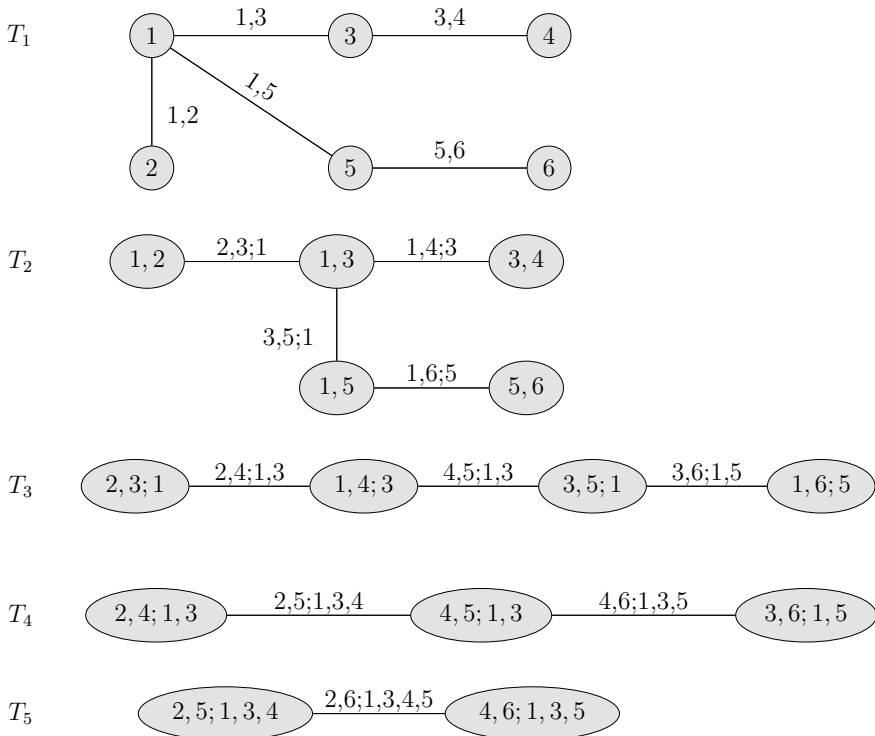 T1 1 1,3 3 3,4 4
1,5
1,2
2 5 5,6 6
T2 1, 2 2,3;1 1, 3 1,4;3 3, 4
3,5;1
1, 5 1,6;5 5, 6
T3 2, 3; 1 2,4;1,3 1, 4; 3 4,5;1,3 3, 5; 1 3,6;1,5 1, 6; 5
T4 2, 4; 1, 3 2,5;1,3,4 4, 5; 1, 3 4,6;1,3,5 3, 6; 1, 5
T5 2, 5; 1, 3, 4 2,6;1,3,4,5 4, 6; 1, 3, 5